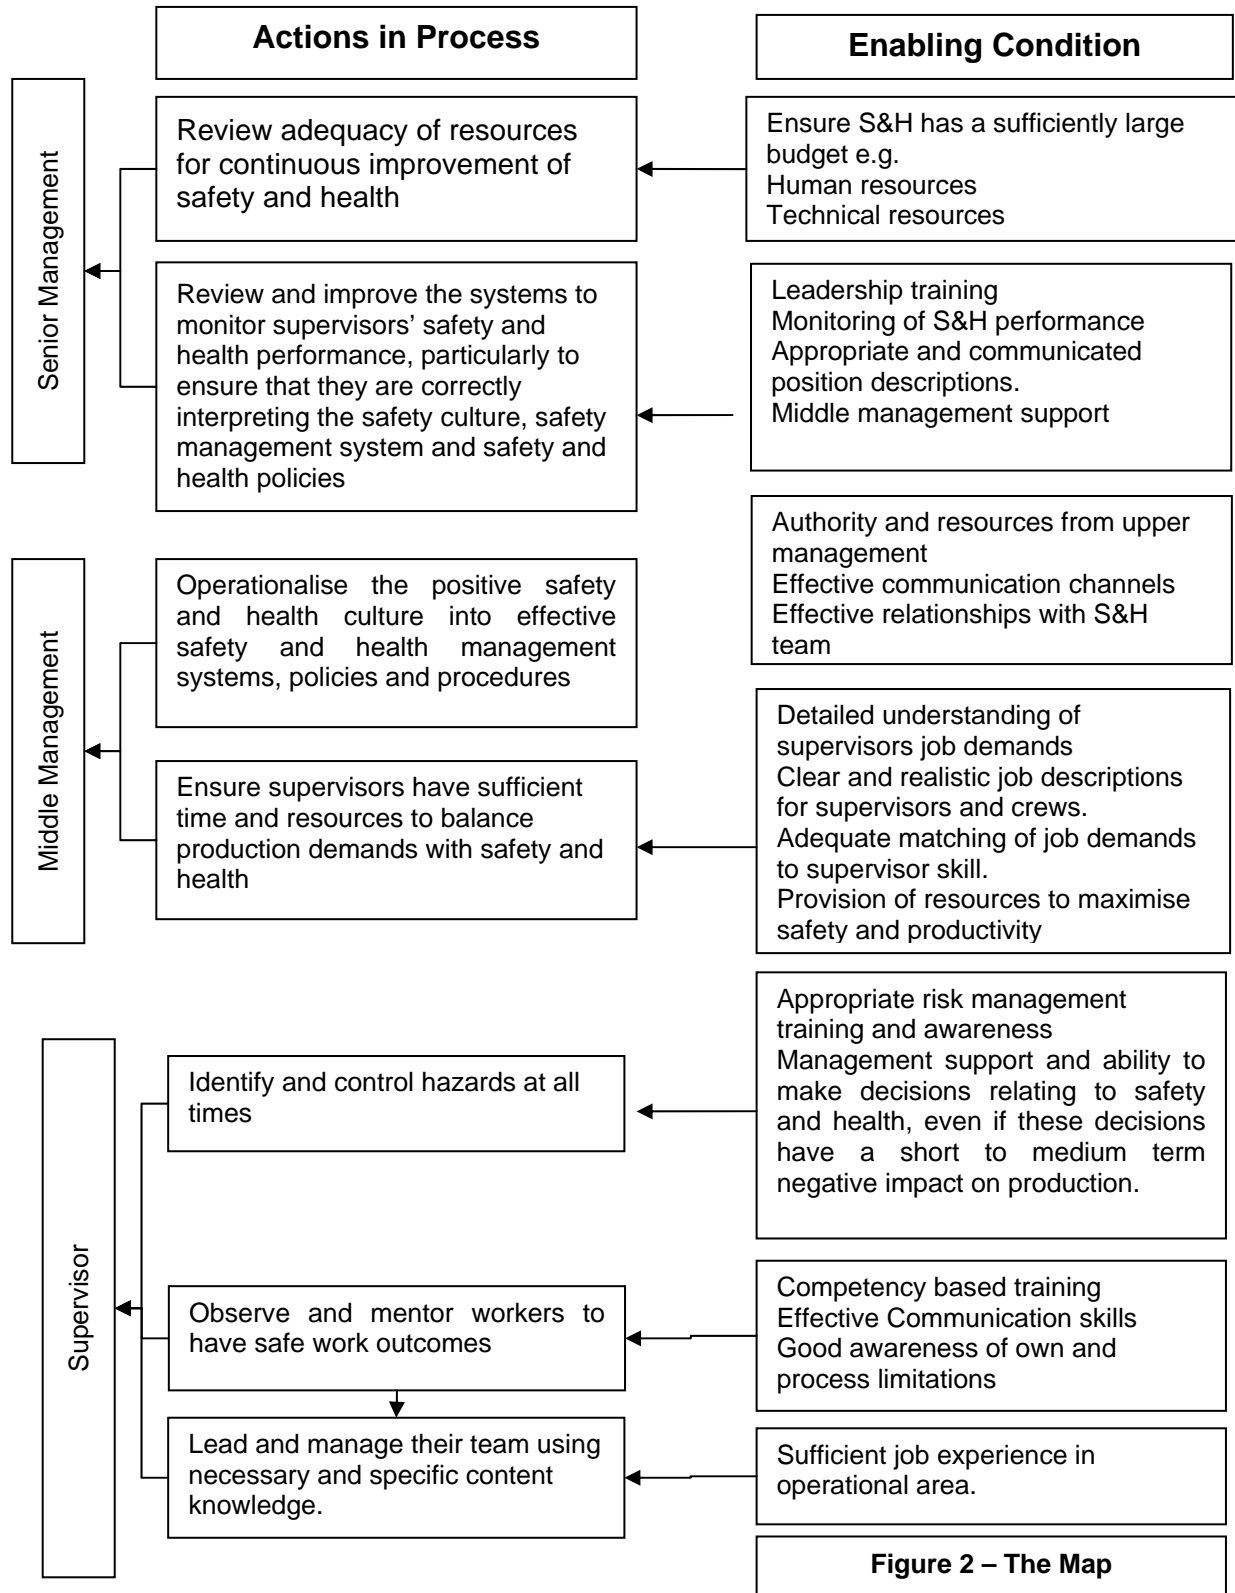 Actions in Process
Enabling Condition
Senior Management
Review adequacy of resources
for continuous improvement of
safety and health
Ensure S&H has a sufficiently large
budget e.g.
Human resources
Technical resources
Review and improve the systems to
monitor supervisors’ safety and
health performance, particularly to
ensure that they are correctly
interpreting the safety culture, safety
management system and safety and
health policies
Leadership training
Monitoring of S&H performance
Appropriate and communicated
position descriptions.
Middle management support
Middle Management
Operationalise the positive safety
and health culture into effective
safety and health management
systems, policies and procedures
Authority and resources from upper
management
Effective communication channels
Effective relationships with S&H
team
Ensure supervisors have sufficient
time and resources to balance
production demands with safety and
health
Detailed understanding of
supervisors job demands
Clear and realistic job descriptions
for supervisors and crews.
Adequate matching of job demands
to supervisor skill.
Provision of resources to maximise
safety and productivity
Supervisor
Identify and control hazards at all
times
Appropriate risk management
training and awareness
Management support and ability to
make decisions relating to safety
and health, even if these decisions
have a short to medium term
negative impact on production.
Observe and mentor workers to
have safe work outcomes
Competency based training
Effective Communication skills
Good awareness of own and
process limitations
Lead and manage their team using
necessary and specific content
knowledge.
Sufficient job experience in
operational area.
Figure 2 – The Map